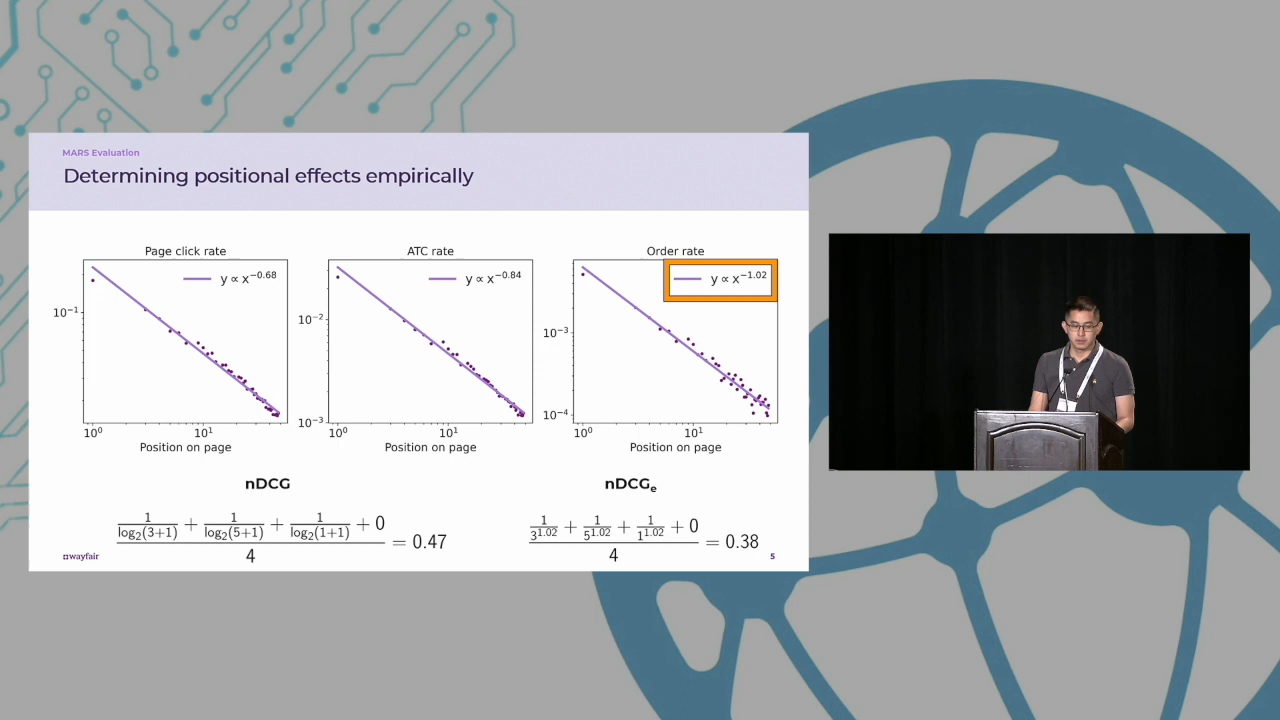 MARS Evaluation
Determining positional effects empirically
Page click rate
y ∝ x^−0.68
10^−1
10^0 10^1
Position on page
ATC rate
y ∝ x^−0.84
10^−2
10^−3
10^0 10^1
Position on page
Order rate
y ∝ x^−1.02
10^−3
10^−4
10^0 10^1
Position on page
nDCG
1/log₂(3+1) + 1/log₂(5+1) + 1/log₂(1+1) + 0
4
= 0.47
nDCGₑ
1/3^1.02 + 1/5^1.02 + 1/1^1.02 + 0
4
= 0.38
wayfair
5